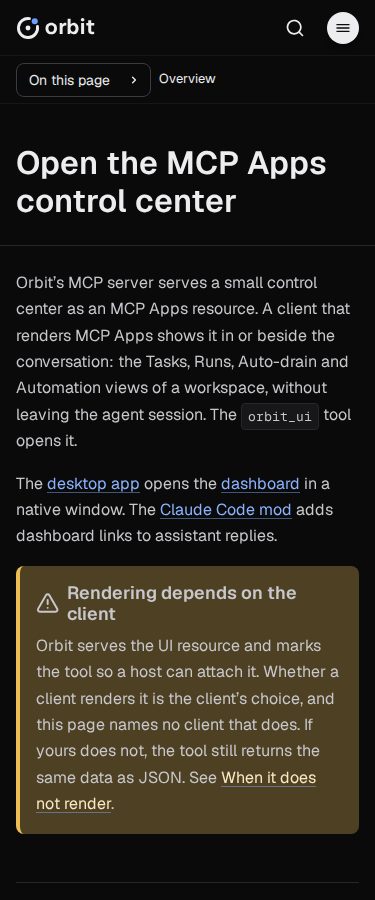 orbit
On this page
Overview
Open the MCP Apps
control center
Orbit’s MCP server serves a small control
center as an MCP Apps resource. A client that
renders MCP Apps shows it in or beside the
conversation: the Tasks, Runs, Auto-drain and
Automation views of a workspace, without
leaving the agent session. The orbit_ui tool
opens it.
The desktop app opens the dashboard in a
native window. The Claude Code mod adds
dashboard links to assistant replies.
Rendering depends on the
client
Orbit serves the UI resource and marks
the tool so a host can attach it. Whether a
client renders it is the client’s choice, and
this page names no client that does. If
yours does not, the tool still returns the
same data as JSON. See When it does
not render.